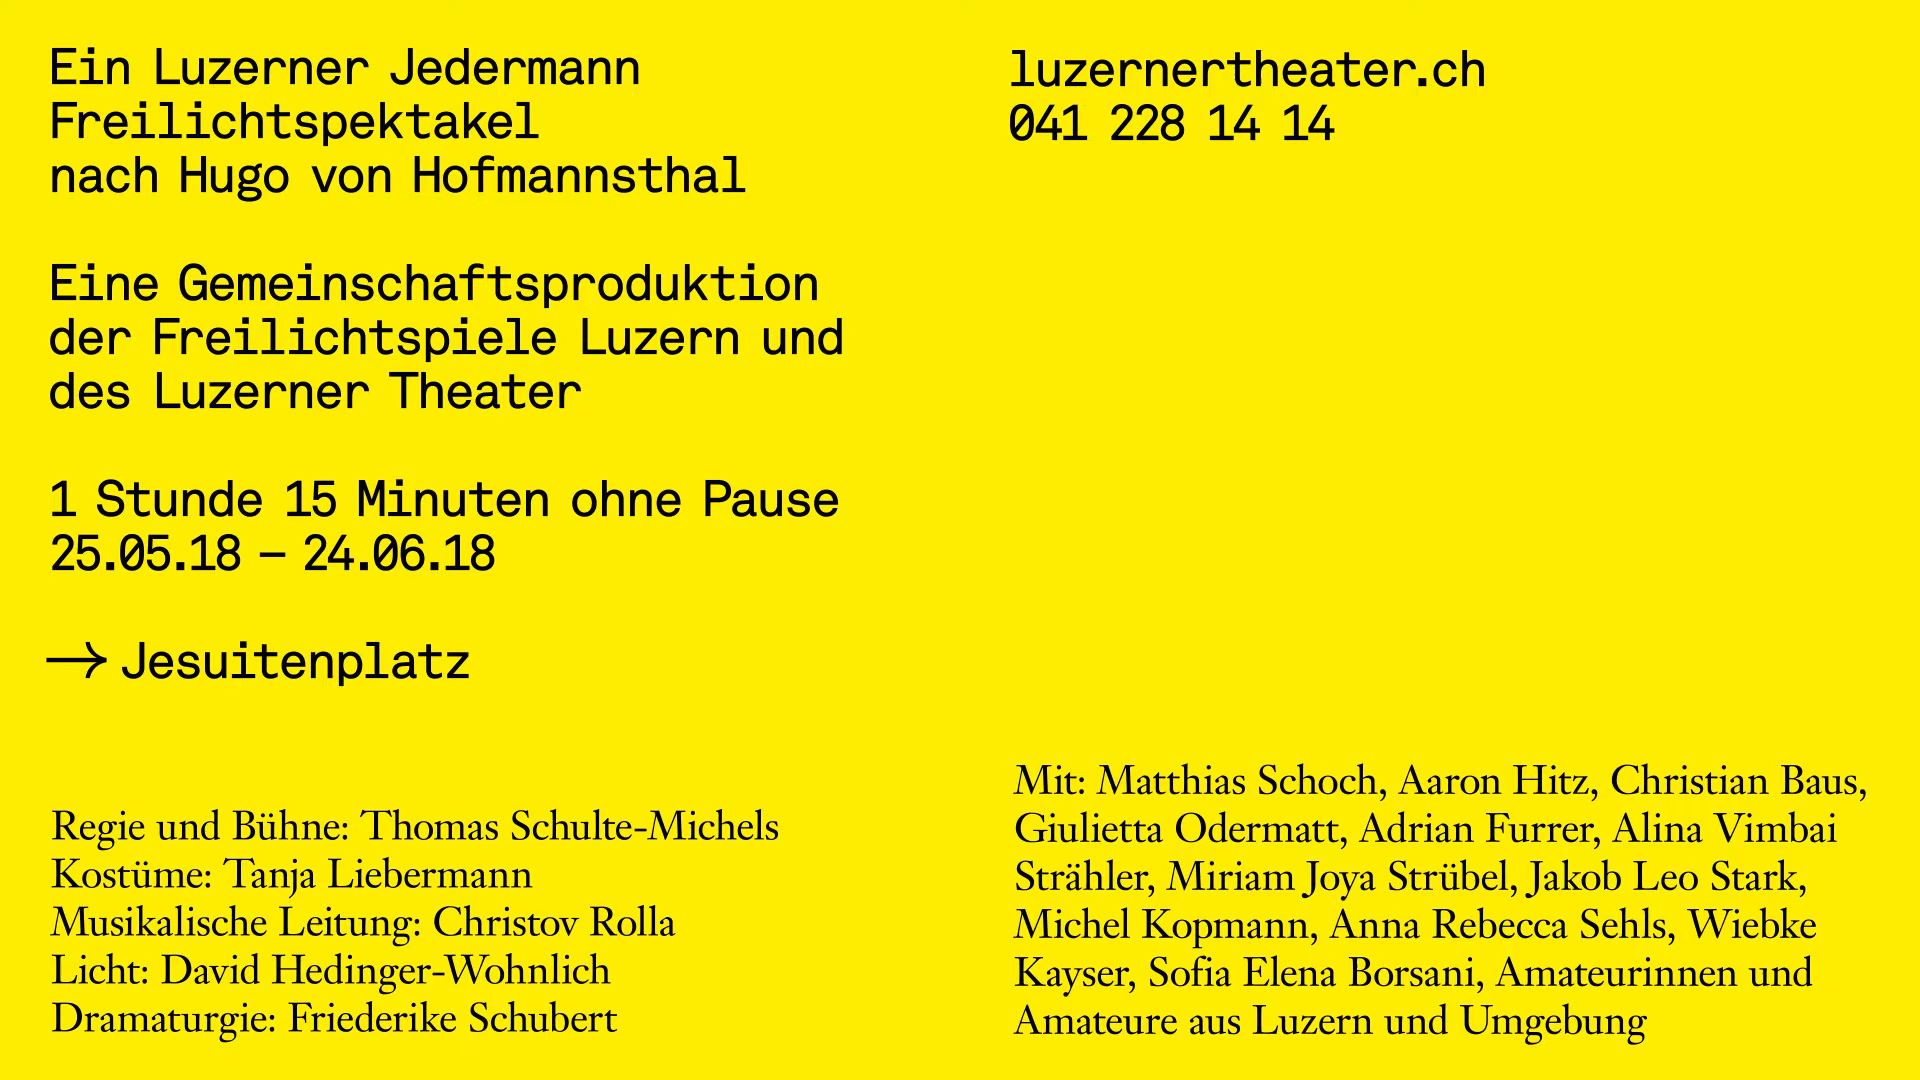 Ein Luzerner Jedermann
Freilichtspektakel
nach Hugo von Hofmannsthal
Eine Gemeinschaftsproduktion
der Freilichtspiele Luzern und
des Luzerner Theater
1 Stunde 15 Minuten ohne Pause
25.05.18 – 24.06.18
→ Jesuitenplatz
Regie und Bühne: Thomas Schulte-Michels
Kostüme: Tanja Liebermann
Musikalische Leitung: Christov Rolla
Licht: David Hedinger-Wohnlich
Dramaturgie: Friederike Schubert
luzernertheater.ch
041 228 14 14
Mit: Matthias Schoch, Aaron Hitz, Christian Baus,
Giulietta Odermatt, Adrian Furrer, Alina Vimbai
Strähler, Miriam Joya Strübel, Jakob Leo Stark,
Michel Kopmann, Anna Rebecca Sehls, Wiebke
Kayser, Sofia Elena Borsani, Amateurinnen und
Amateure aus Luzern und Umgebung